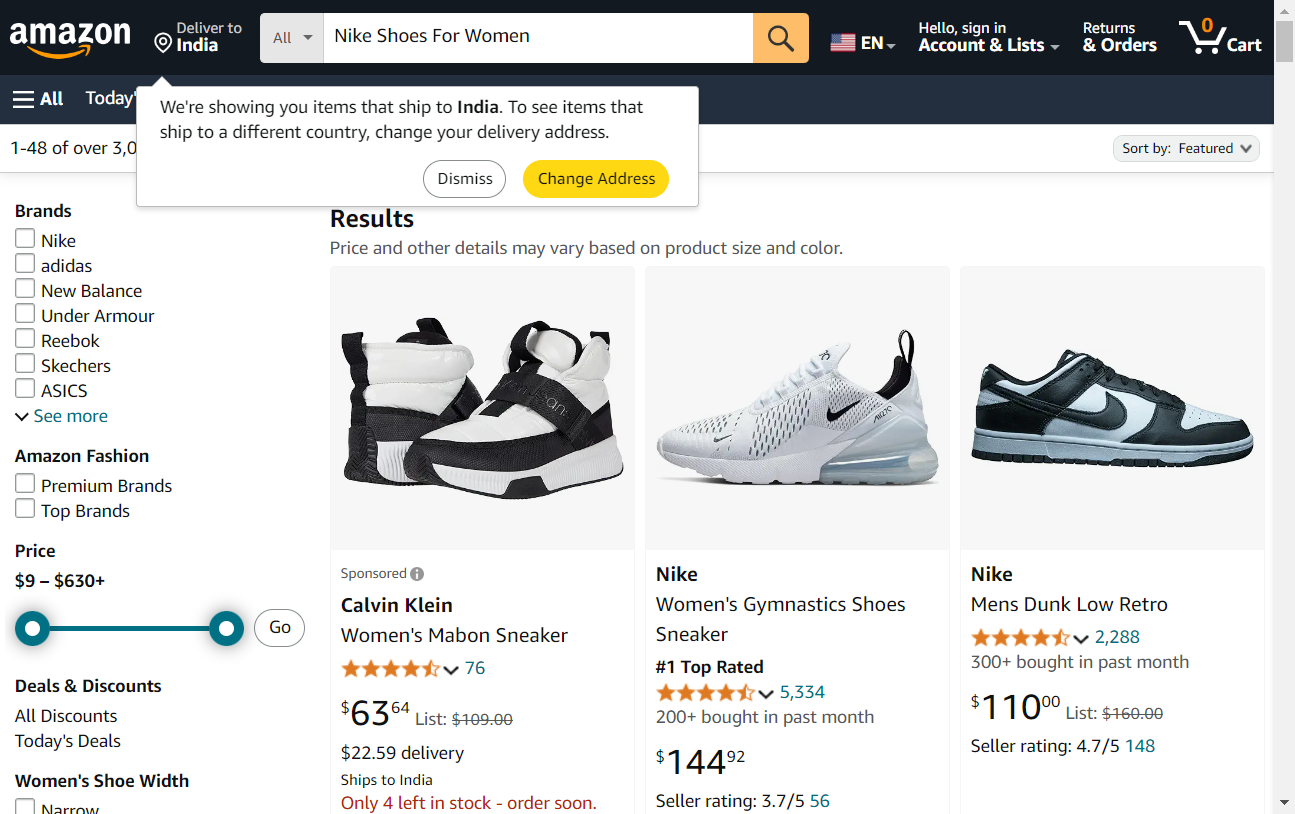 amazon
Deliver to
India
All
Nike Shoes For Women
EN
Hello, sign in
Account & Lists
Returns
& Orders
0
Cart
All
Today'
We're showing you items that ship to India. To see items that
ship to a different country, change your delivery address.
Dismiss
Change Address
1-48 of over 3,0
Sort by: Featured
Brands
Nike
adidas
New Balance
Under Armour
Reebok
Skechers
ASICS
See more
Amazon Fashion
Premium Brands
Top Brands
Price
$9 – $630+
Go
Deals & Discounts
All Discounts
Today's Deals
Women's Shoe Width
Narrow
Results
Price and other details may vary based on product size and color.
Sponsored
Calvin Klein
Women's Mabon Sneaker
76
$63 64 List: $109.00
$22.59 delivery
Ships to India
Only 4 left in stock - order soon.
Nike
Women's Gymnastics Shoes
Sneaker
#1 Top Rated
5,334
200+ bought in past month
$144 92
Seller rating: 3.7/5 56
Nike
Mens Dunk Low Retro
2,288
300+ bought in past month
$110 00 List: $160.00
Seller rating: 4.7/5 148